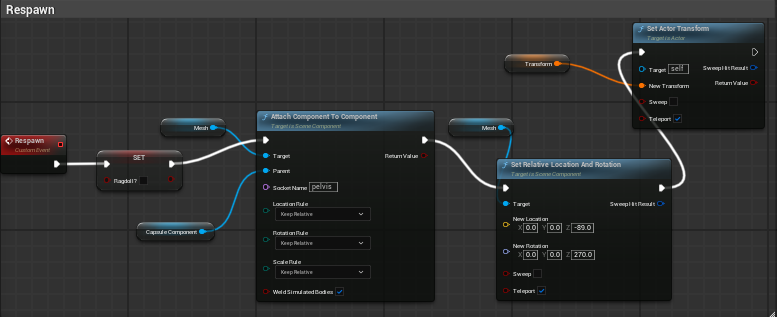 Respawn
Set Actor Transform
Target is Actor
Transform
Target self
Sweep Hit Result
New Transform
Return Value
Sweep
Teleport
Mesh
Attach Component To Component
Target is Scene Component
Mesh
Respawn
Custom Event
SET
Ragdoll?
Target
Return Value
Parent
Socket Name pelvis
Location Rule
Keep Relative
Rotation Rule
Keep Relative
Scale Rule
Keep Relative
Weld Simulated Bodies
Capsule Component
Set Relative Location And Rotation
Target is Scene Component
Target
Sweep Hit Result
New Location
X 0.0 Y 0.0 Z -89.0
New Rotation
X 0.0 Y 0.0 Z 270.0
Sweep
Teleport